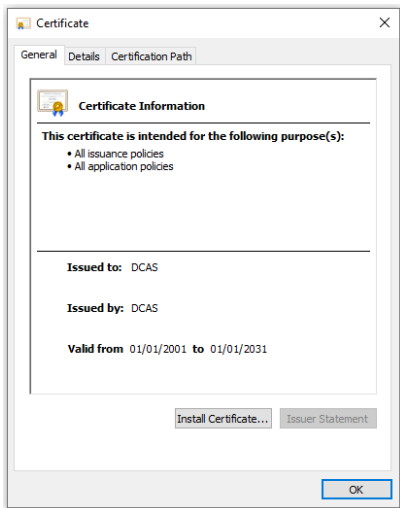 Certificate
General Details Certification Path
Certificate Information
This certificate is intended for the following purpose(s):
• All issuance policies
• All application policies
Issued to: DCAS
Issued by: DCAS
Valid from 01/01/2001 to 01/01/2031
Install Certificate... Issuer Statement
OK